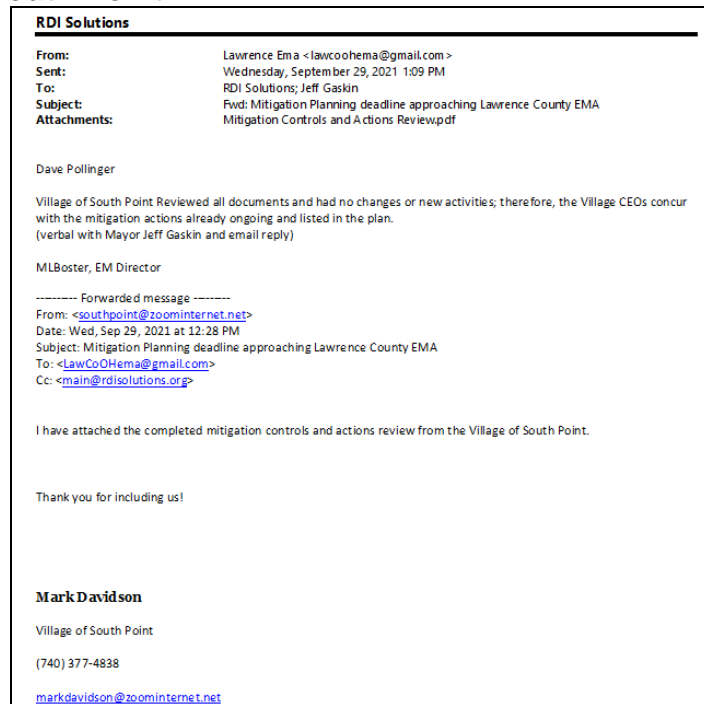 RDI Solutions
From: Lawrence Ema <lawcoohema@gmail.com>
Sent: Wednesday, September 29, 2021 1:09 PM
To: RDI Solutions; Jeff Gaskin
Subject: Fwd: Mitigation Planning deadline approaching Lawrence County EMA
Attachments: Mitigation Controls and Actions Review.pdf
Dave Pollinger
Village of South Point Reviewed all documents and had no changes or new activities; therefore, the Village CEOs concur
with the mitigation actions already ongoing and listed in the plan.
(verbal with Mayor Jeff Gaskin and email reply)
MLBoster, EM Director
---------- Forwarded message ---------
From: <southpoint@zoominternet.net>
Date: Wed, Sep 29, 2021 at 12:28 PM
Subject: Mitigation Planning deadline approaching Lawrence County EMA
To: <LawCoOHema@gmail.com>
Cc: <main@rdisolutions.org>
I have attached the completed mitigation controls and actions review from the Village of South Point.
Thank you for including us!
Mark Davidson
Village of South Point
(740) 377-4838
markdavidson@zoominternet.net